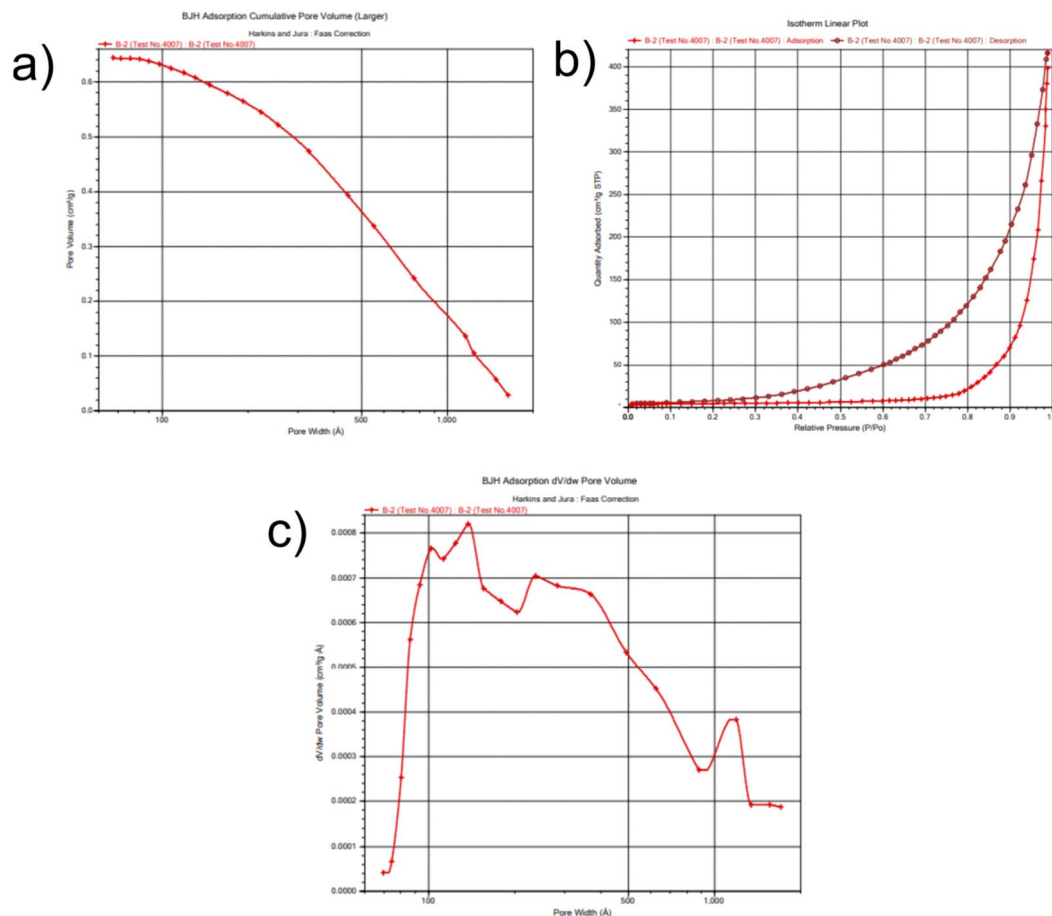 a)
BJH Adsorption Cumulative Pore Volume (Larger)
Harkins and Jura : Faas Correction
B-2 (Test No.4007) : B-2 (Test No.4007)
Pore Volume (cm³/g)
0.6
0.5
0.4
0.3
0.2
0.1
0.0
100
500
1,000
Pore Width (Å)
b)
Isotherm Linear Plot
B-2 (Test No.4007) : B-2 (Test No.4007) : Adsorption
B-2 (Test No.4007) : B-2 (Test No.4007) : Desorption
Quantity Adsorbed (cm³/g STP)
400
350
300
250
200
150
100
50
0
0.0
0.1
0.2
0.3
0.4
0.5
0.6
0.7
0.8
0.9
1
Relative Pressure (P/Po)
c)
BJH Adsorption dV/dw Pore Volume
Harkins and Jura : Faas Correction
B-2 (Test No.4007) : B-2 (Test No.4007)
dV/dw Pore Volume (cm³/g·Å)
0.0008
0.0007
0.0006
0.0005
0.0004
0.0003
0.0002
0.0001
0.0000
100
500
1,000
Pore Width (Å)